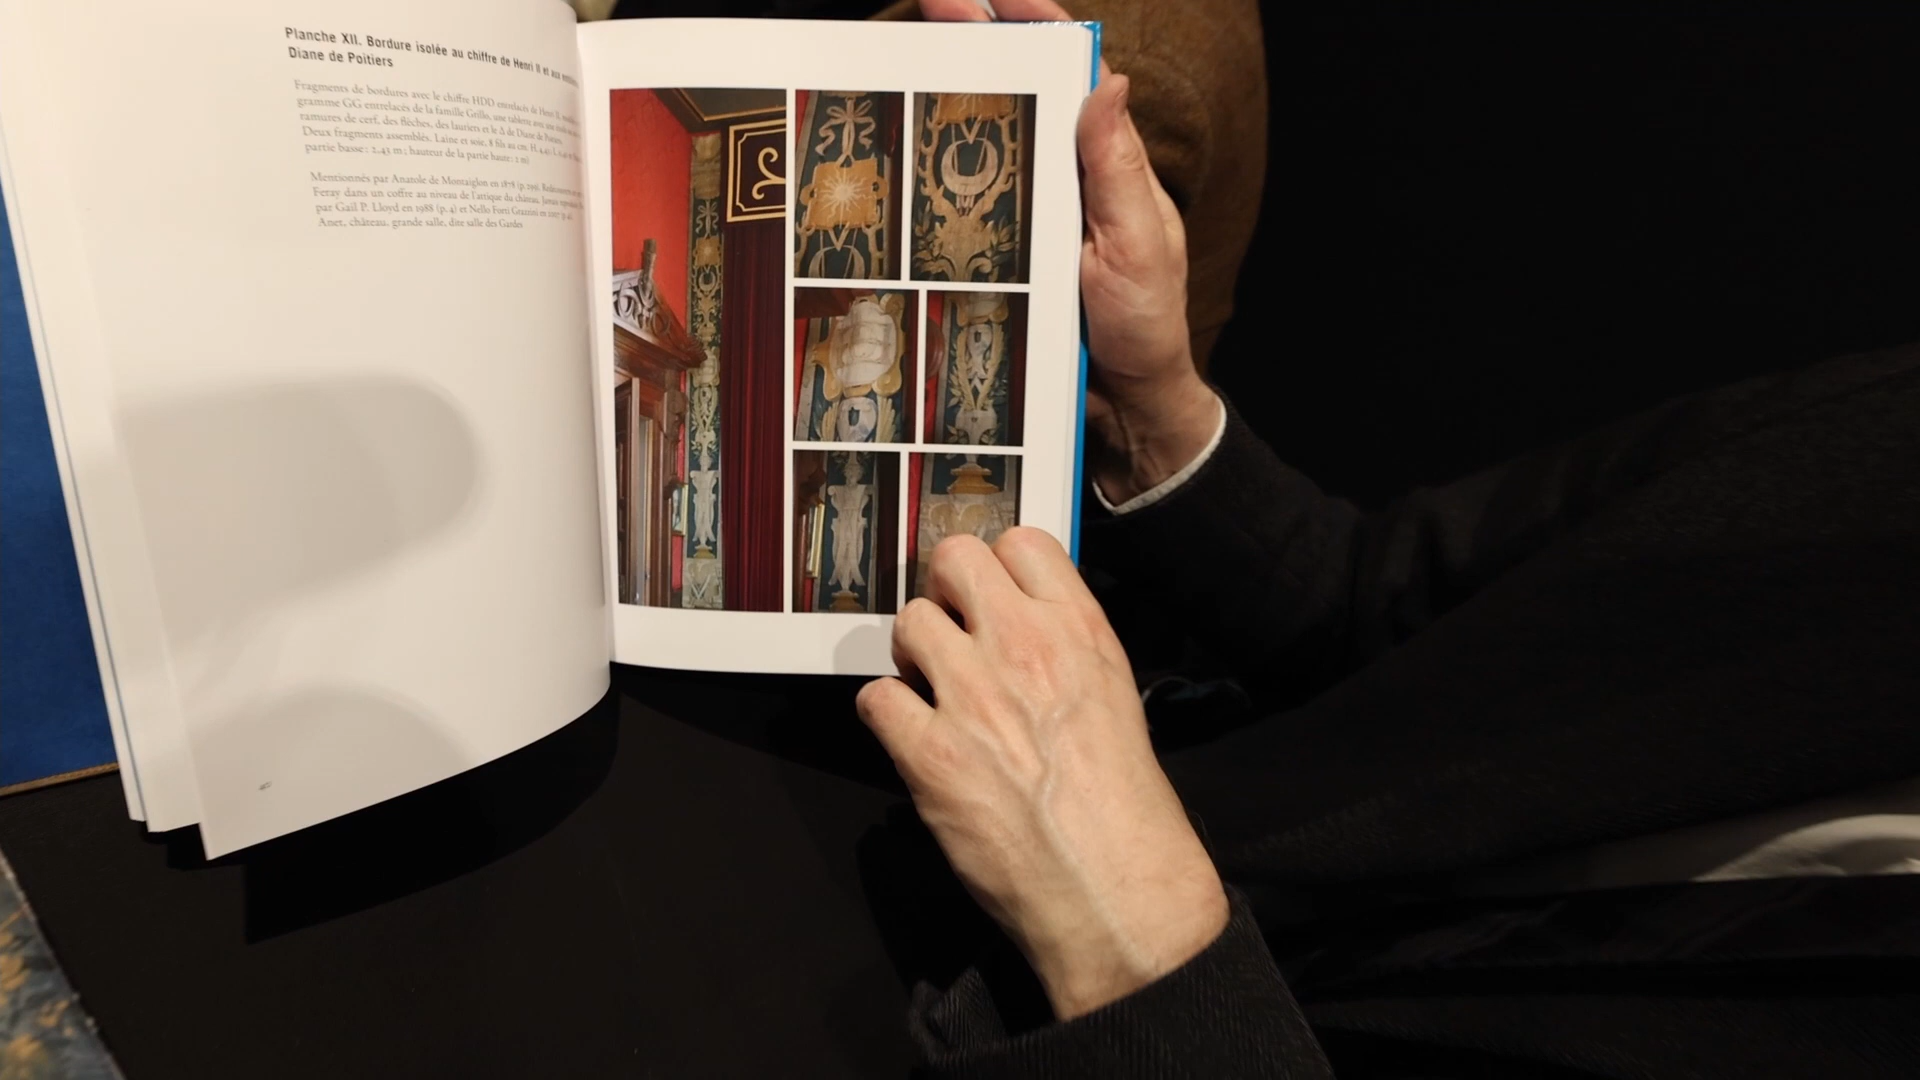 Planche XII. Bordure isolée au chiffre de Henri II et aux
Diane de Poitiers
Fragments de bordures avec le chiffre HDD entrelacés de Henri II,
gramme GG entrelacés de la famille Grillo, une tablette avec une
ramures de cerf, des flèches, des lauriers et le Δ de Diane de Poitiers.
Deux fragments assemblés. Laine et soie, 8 fils au cm. H. 4,43
partie basse : 2,43 m ; hauteur de la partie haute : 2 m)
Mentionnés par Anatole de Montaiglon en 1878 (p.
Feray dans un coffre au niveau de l'attique du château. Jamais
par Gail P. Lloyd en 1988 (p. 4) et Nello Forti Grazzini en
Anet, château, grande salle, dite salle des Gardes